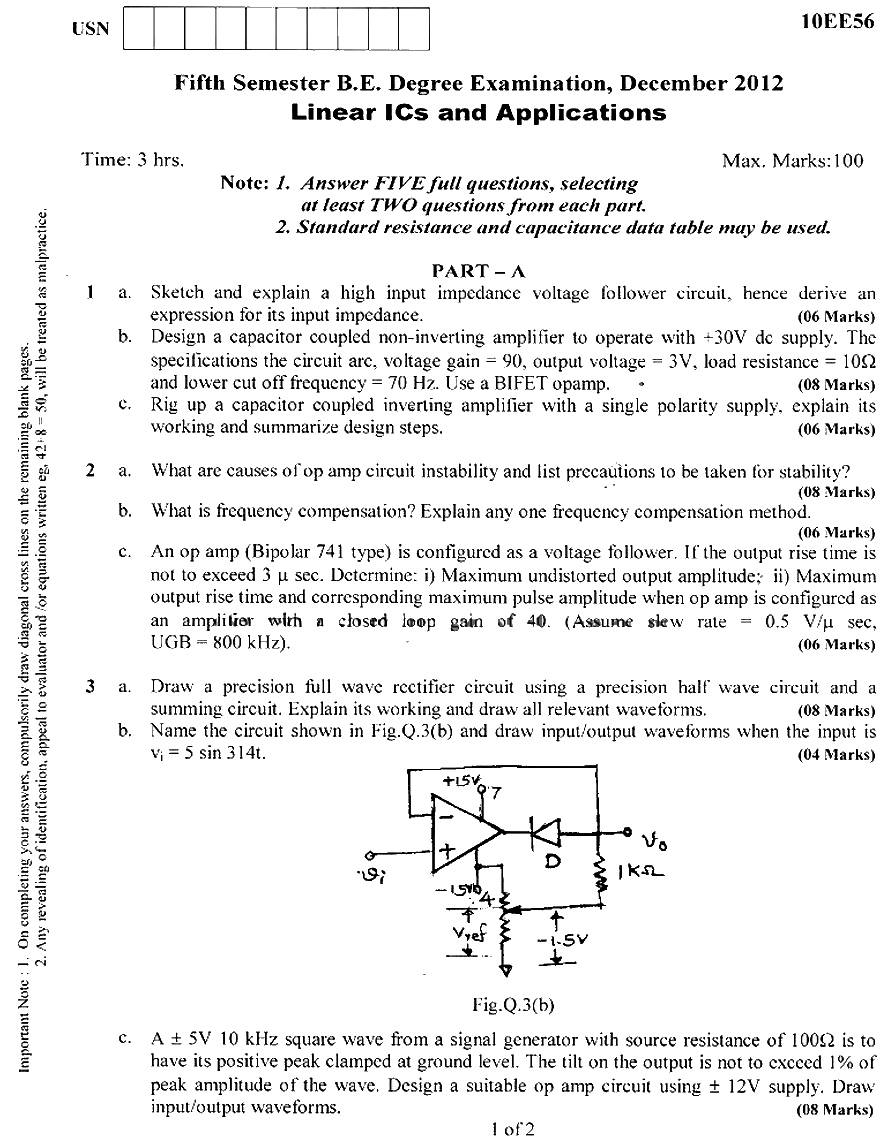 USN
10EE56
Fifth Semester B.E. Degree Examination, December 2012
Linear ICs and Applications
Time: 3 hrs.
Max. Marks:100
Note: 1. Answer FIVE full questions, selecting
at least TWO questions from each part.
2. Standard resistance and capacitance data table may be used.
PART – A
1 a. Sketch and explain a high input impedance voltage follower circuit, hence derive an
expression for its input impedance. (06 Marks)
b. Design a capacitor coupled non-inverting amplifier to operate with +30V dc supply. The
specifications the circuit are, voltage gain = 90, output voltage = 3V, load resistance = 10Ω
and lower cut off frequency = 70 Hz. Use a BIFET opamp. (08 Marks)
c. Rig up a capacitor coupled inverting amplifier with a single polarity supply, explain its
working and summarize design steps. (06 Marks)
2 a. What are causes of op amp circuit instability and list precautions to be taken for stability?
(08 Marks)
b. What is frequency compensation? Explain any one frequency compensation method.
(06 Marks)
c. An op amp (Bipolar 741 type) is configured as a voltage follower. If the output rise time is
not to exceed 3 μ sec. Determine: i) Maximum undistorted output amplitude; ii) Maximum
output rise time and corresponding maximum pulse amplitude when op amp is configured as
an amplifier with a closed loop gain of 40. (Assume slew rate = 0.5 V/μ sec,
UGB = 800 kHz). (06 Marks)
3 a. Draw a precision full wave rectifier circuit using a precision half wave circuit and a
summing circuit. Explain its working and draw all relevant waveforms. (08 Marks)
b. Name the circuit shown in Fig.Q.3(b) and draw input/output waveforms when the input is
vi = 5 sin 314t. (04 Marks)
+15V
7
-
+
D
vo
vi
1KΩ
-15V
4
Vref
-1.5V
Fig.Q.3(b)
c. A ± 5V 10 kHz square wave from a signal generator with source resistance of 100Ω is to
have its positive peak clamped at ground level. The tilt on the output is not to exceed 1% of
peak amplitude of the wave. Design a suitable op amp circuit using ± 12V supply. Draw
input/output waveforms. (08 Marks)
1 of 2
Important Note : 1. On completing your answers, compulsorily draw diagonal cross lines on the remaining blank pages.
2. Any revealing of identification, appeal to evaluator and /or equations written eg, 42+8 = 50, will be treated as malpractice.